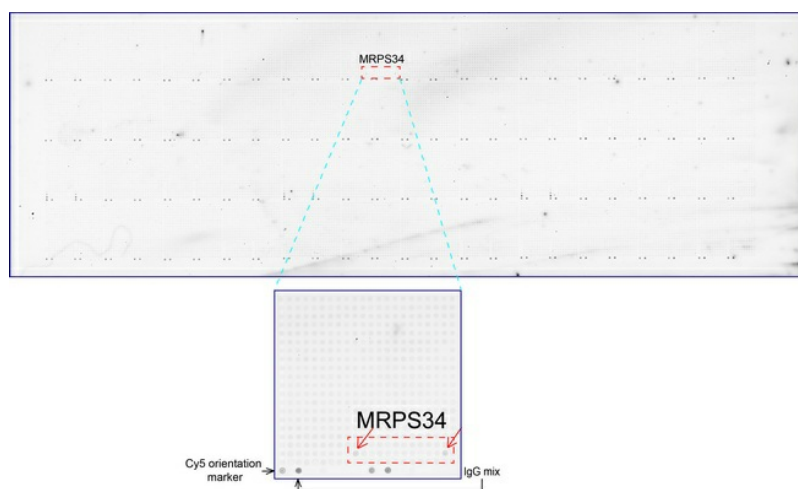 MRPS34
MRPS34
Cy5 orientation
marker
IgG mix